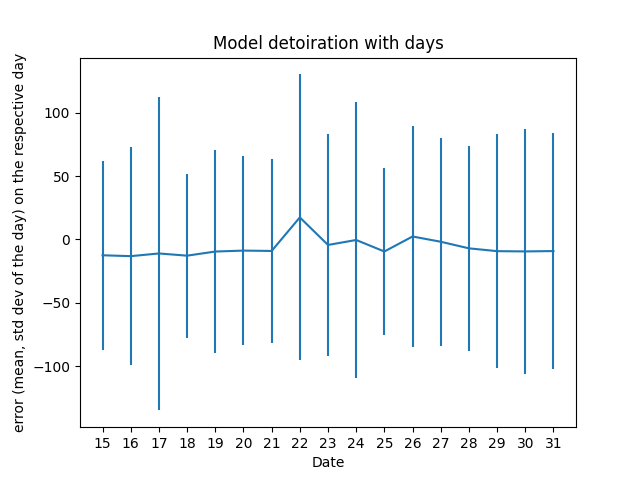 Model detoiration with days
error (mean, std dev of the day) on the respective day
100
50
0
−50
−100
15 16 17 18 19 20 21 22 23 24 25 26 27 28 29 30 31
Date